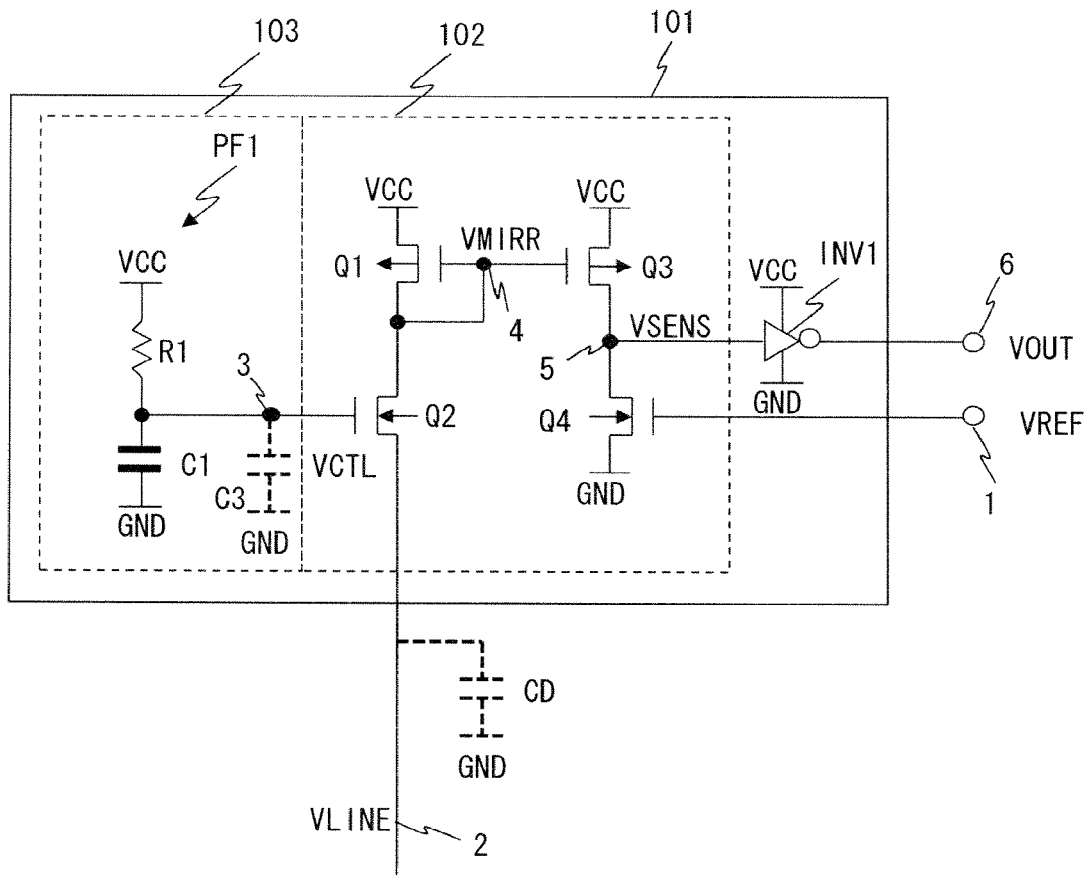 103
102
101
PF1
VCC
VCC
VMIRR
INV1
Q1
Q3
VCC
VCC
6
4
R1
VSENS
VOUT
3
5
GND
Q2
Q4
VREF
C1
VCTL
C3
GND
1
GND
GND
CD
GND
VLINE
2